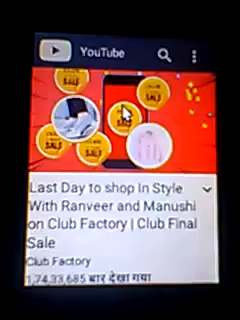 YouTube
SALE
SALE
SALE
SALE
SALE
Last Day to shop in Style
With Ranveer and Manushi
on Club Factory | Club Final
Sale
Club Factory
1,74,33,685 बार देखा गया